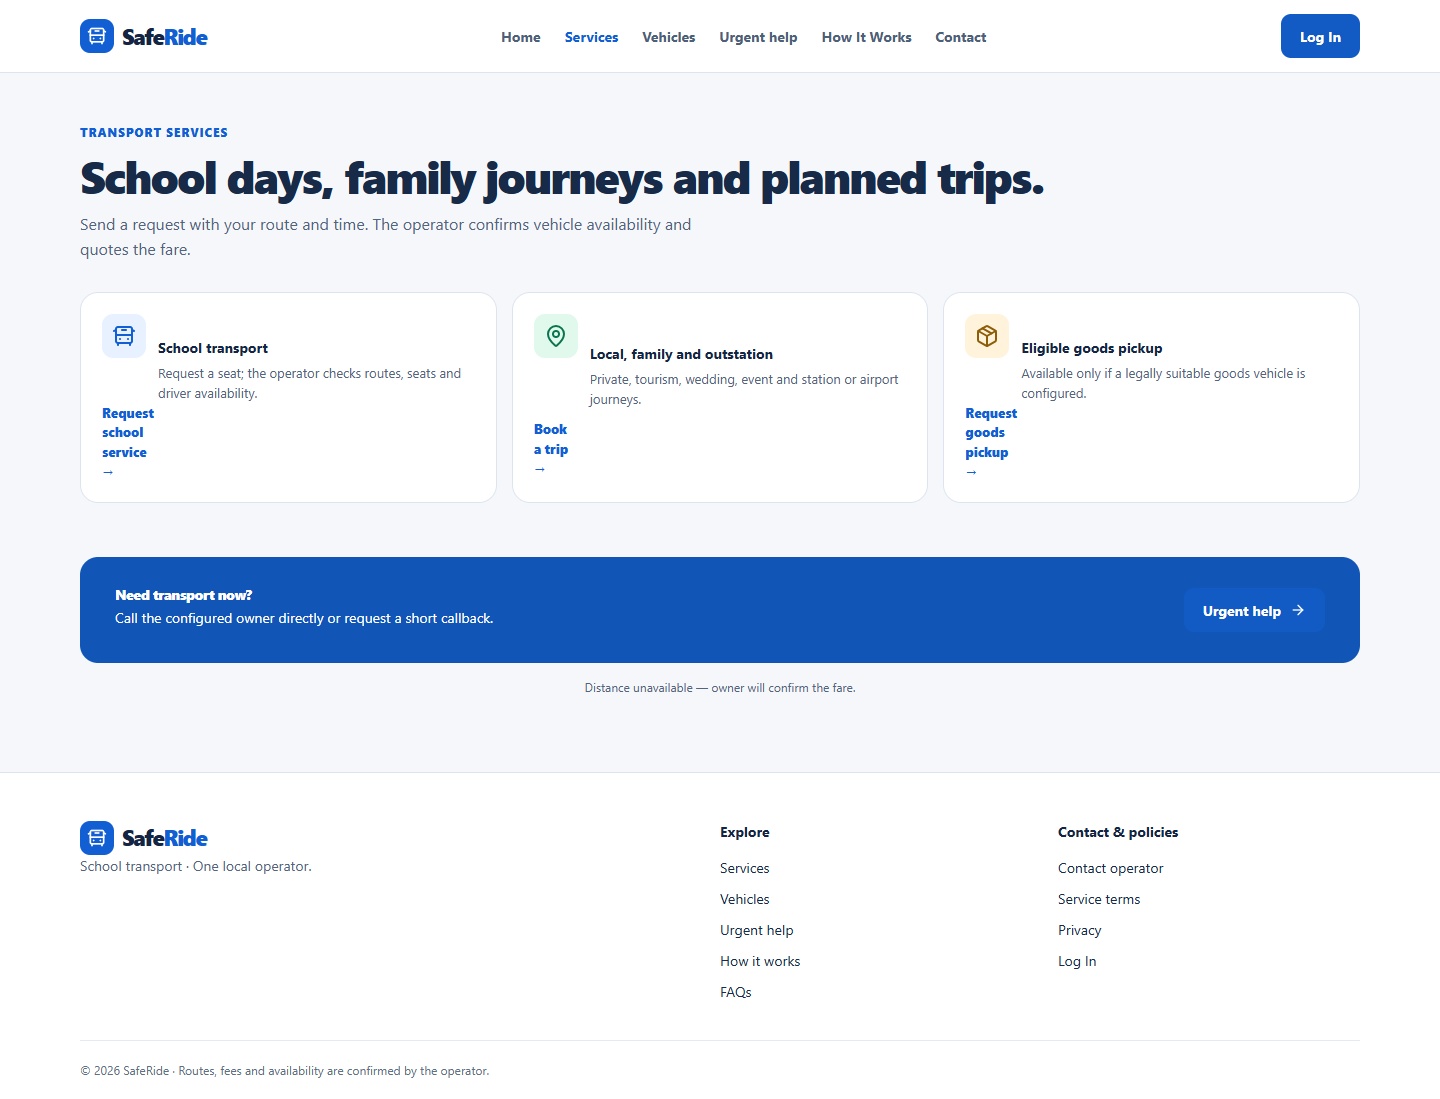 SafeRide
Home
Services
Vehicles
Urgent help
How It Works
Contact
Log In
TRANSPORT SERVICES
School days, family journeys and planned trips.
Send a request with your route and time. The operator confirms vehicle availability and
quotes the fare.
School transport
Request a seat; the operator checks routes, seats and
driver availability.
Request
school
service
→
Local, family and outstation
Private, tourism, wedding, event and station or airport
journeys.
Book
a trip
→
Eligible goods pickup
Available only if a legally suitable goods vehicle is
configured.
Request
goods
pickup
→
Need transport now?
Call the configured owner directly or request a short callback.
Urgent help →
Distance unavailable — owner will confirm the fare.
SafeRide
School transport · One local operator.
Explore
Services
Vehicles
Urgent help
How it works
FAQs
Contact & policies
Contact operator
Service terms
Privacy
Log In
© 2026 SafeRide · Routes, fees and availability are confirmed by the operator.